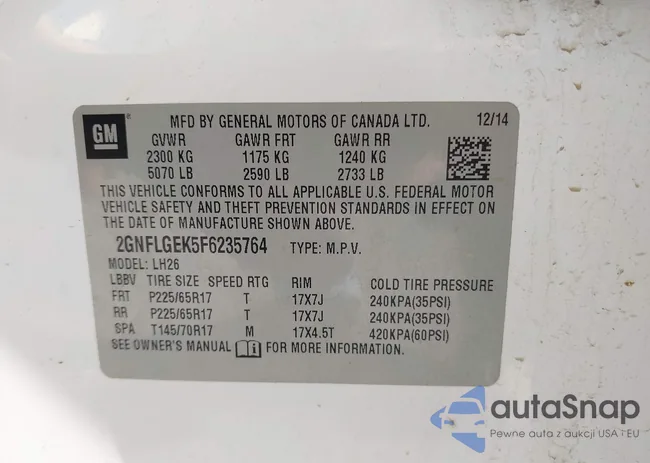 GM
MFD BY GENERAL MOTORS OF CANADA LTD. 12/14
GVWR GAWR FRT GAWR RR
2300 KG 1175 KG 1240 KG
5070 LB 2590 LB 2733 LB
THIS VEHICLE CONFORMS TO ALL APPLICABLE U.S. FEDERAL MOTOR
VEHICLE SAFETY AND THEFT PREVENTION STANDARDS IN EFFECT ON
THE DATE OF MANUFACTURE SHOWN ABOVE.
2GNFLGEK5F6235764 TYPE: M.P.V.
MODEL: LH26
LBBV TIRE SIZE SPEED RTG RIM COLD TIRE PRESSURE
FRT P225/65R17 T 17X7J 240KPA(35PSI)
RR P225/65R17 T 17X7J 240KPA(35PSI)
SPA T145/70R17 M 17X4.5T 420KPA(60PSI)
SEE OWNER'S MANUAL FOR MORE INFORMATION.
autaSnap
Pewne auta z aukcji USA i EU